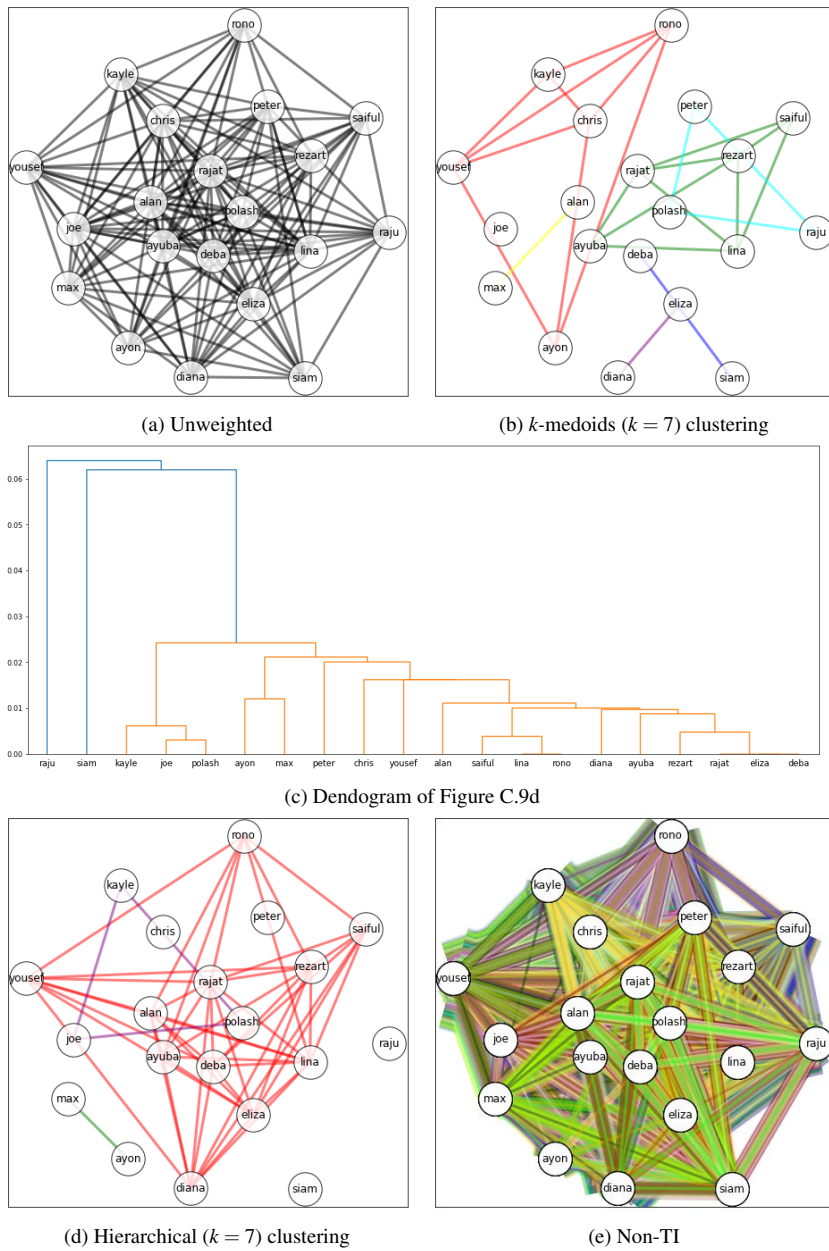 rono
kayle
peter
chris
saiful
rezart
yousef
rajat
alan
polash
joe
raju
ayuba
deba
lina
max
eliza
ayon
diana
siam
(a) Unweighted
rono
kayle
peter
chris
saiful
rezart
yousef
rajat
alan
polash
joe
raju
ayuba
deba
lina
max
eliza
ayon
diana
siam
(b) k-medoids (k = 7) clustering
0.06
0.05
0.04
0.03
0.02
0.01
0.00
raju siam kayle joe polash ayon max peter chris yousef alan saiful lina rono diana ayuba rezart rajat eliza deba
(c) Dendogram of Figure C.9d
rono
kayle
peter
chris
saiful
rezart
yousef
rajat
alan
polash
joe
raju
ayuba
deba
lina
max
eliza
ayon
diana
siam
(d) Hierarchical (k = 7) clustering
rono
kayle
peter
chris
saiful
rezart
yousef
rajat
alan
polash
joe
raju
ayuba
deba
lina
max
eliza
ayon
diana
siam
(e) Non-TI